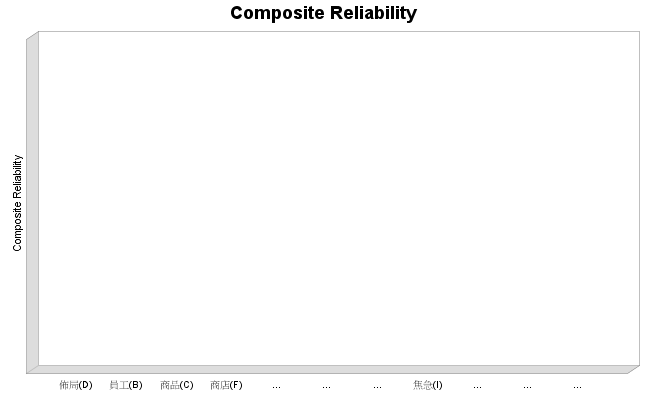 Composite Reliability
Composite Reliability
佈局(D) 員工(B) 商品(C) 商店(F) ... ... ... 焦急(I) ... ... ...